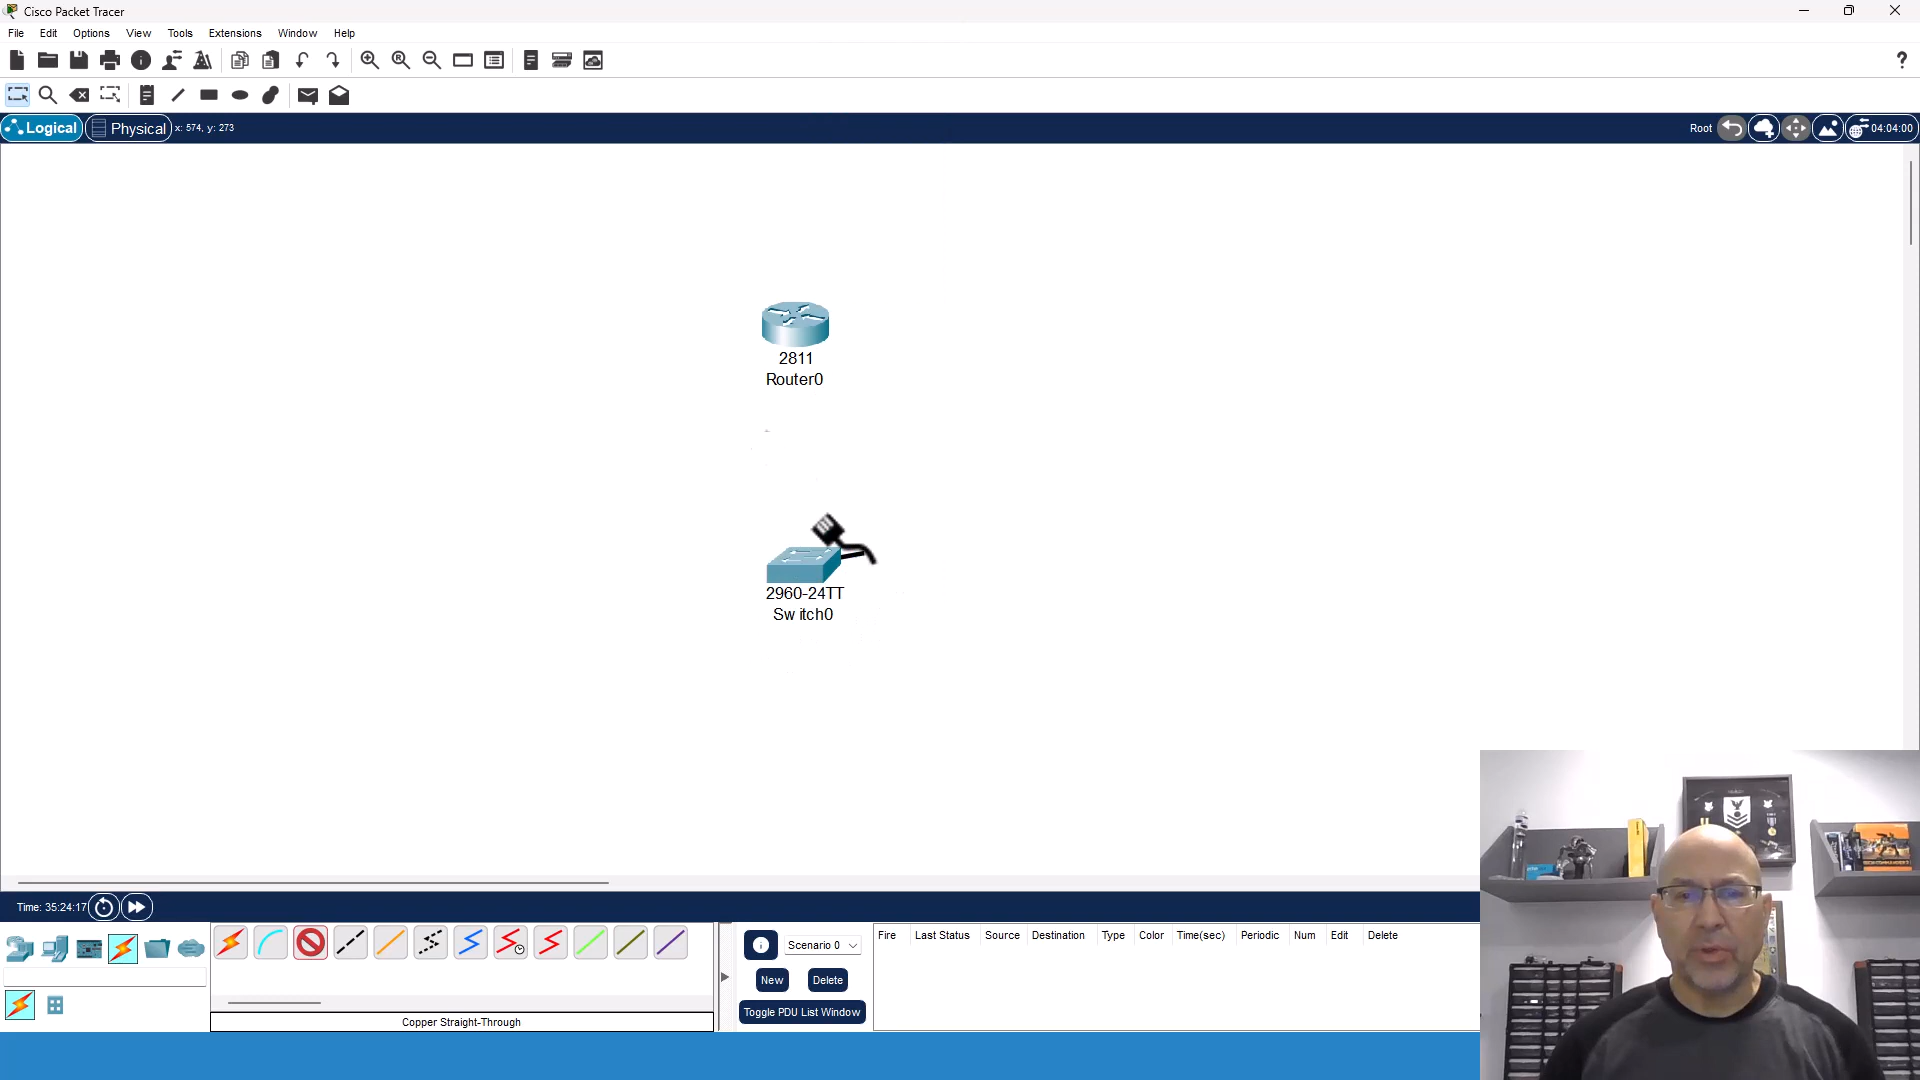 Cisco Packet Tracer
File Edit Options View Tools Extensions Window Help
Logical Physical x: 574, y: 273 Root 04:04:00
2811
Router0
2960-24TT
Switch0
Time: 35:24:17
Scenario 0
New Delete
Toggle PDU List Window
Fire Last Status Source Destination Type Color Time(sec) Periodic Num Edit Delete
Copper Straight-Through